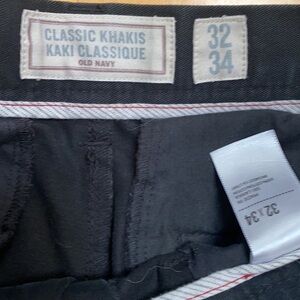 CLASSIC KHAKIS
KAKI CLASSIQUE
OLD NAVY
32
34
32 x 34